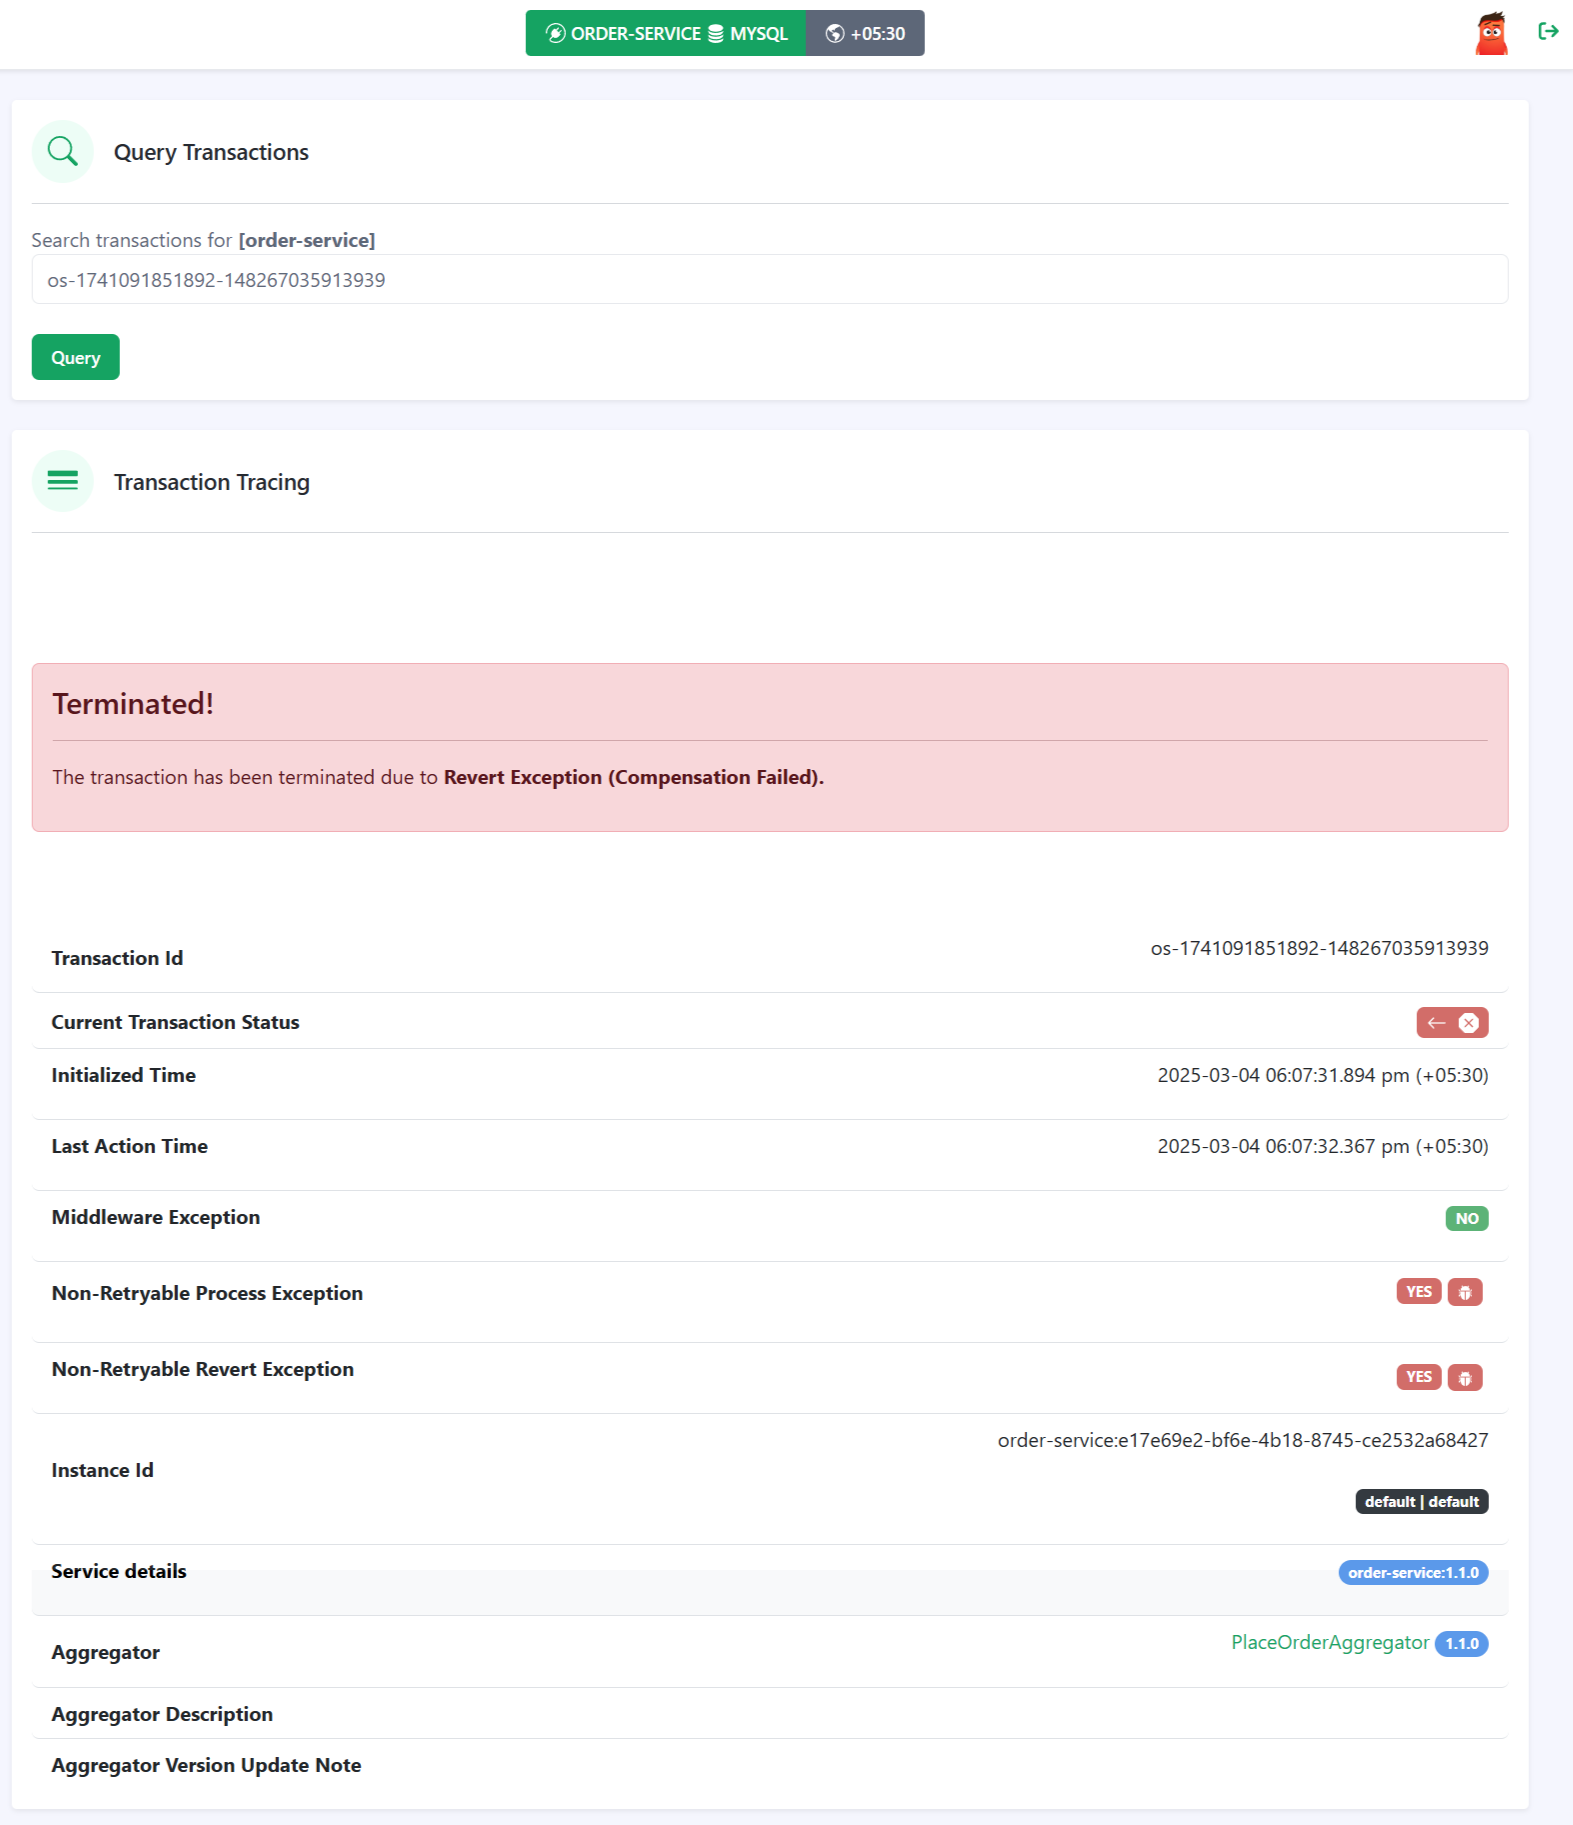 ORDER-SERVICE MYSQL +05:30
Query Transactions
Search transactions for [order-service]
os-1741091851892-148267035913939
Query
Transaction Tracing
Terminated!
The transaction has been terminated due to Revert Exception (Compensation Failed).
Transaction Id os-1741091851892-148267035913939
Current Transaction Status
Initialized Time 2025-03-04 06:07:31.894 pm (+05:30)
Last Action Time 2025-03-04 06:07:32.367 pm (+05:30)
Middleware Exception NO
Non-Retryable Process Exception YES
Non-Retryable Revert Exception YES
Instance Id order-service:e17e69e2-bf6e-4b18-8745-ce2532a68427
default | default
Service details order-service:1.1.0
Aggregator PlaceOrderAggregator 1.1.0
Aggregator Description
Aggregator Version Update Note